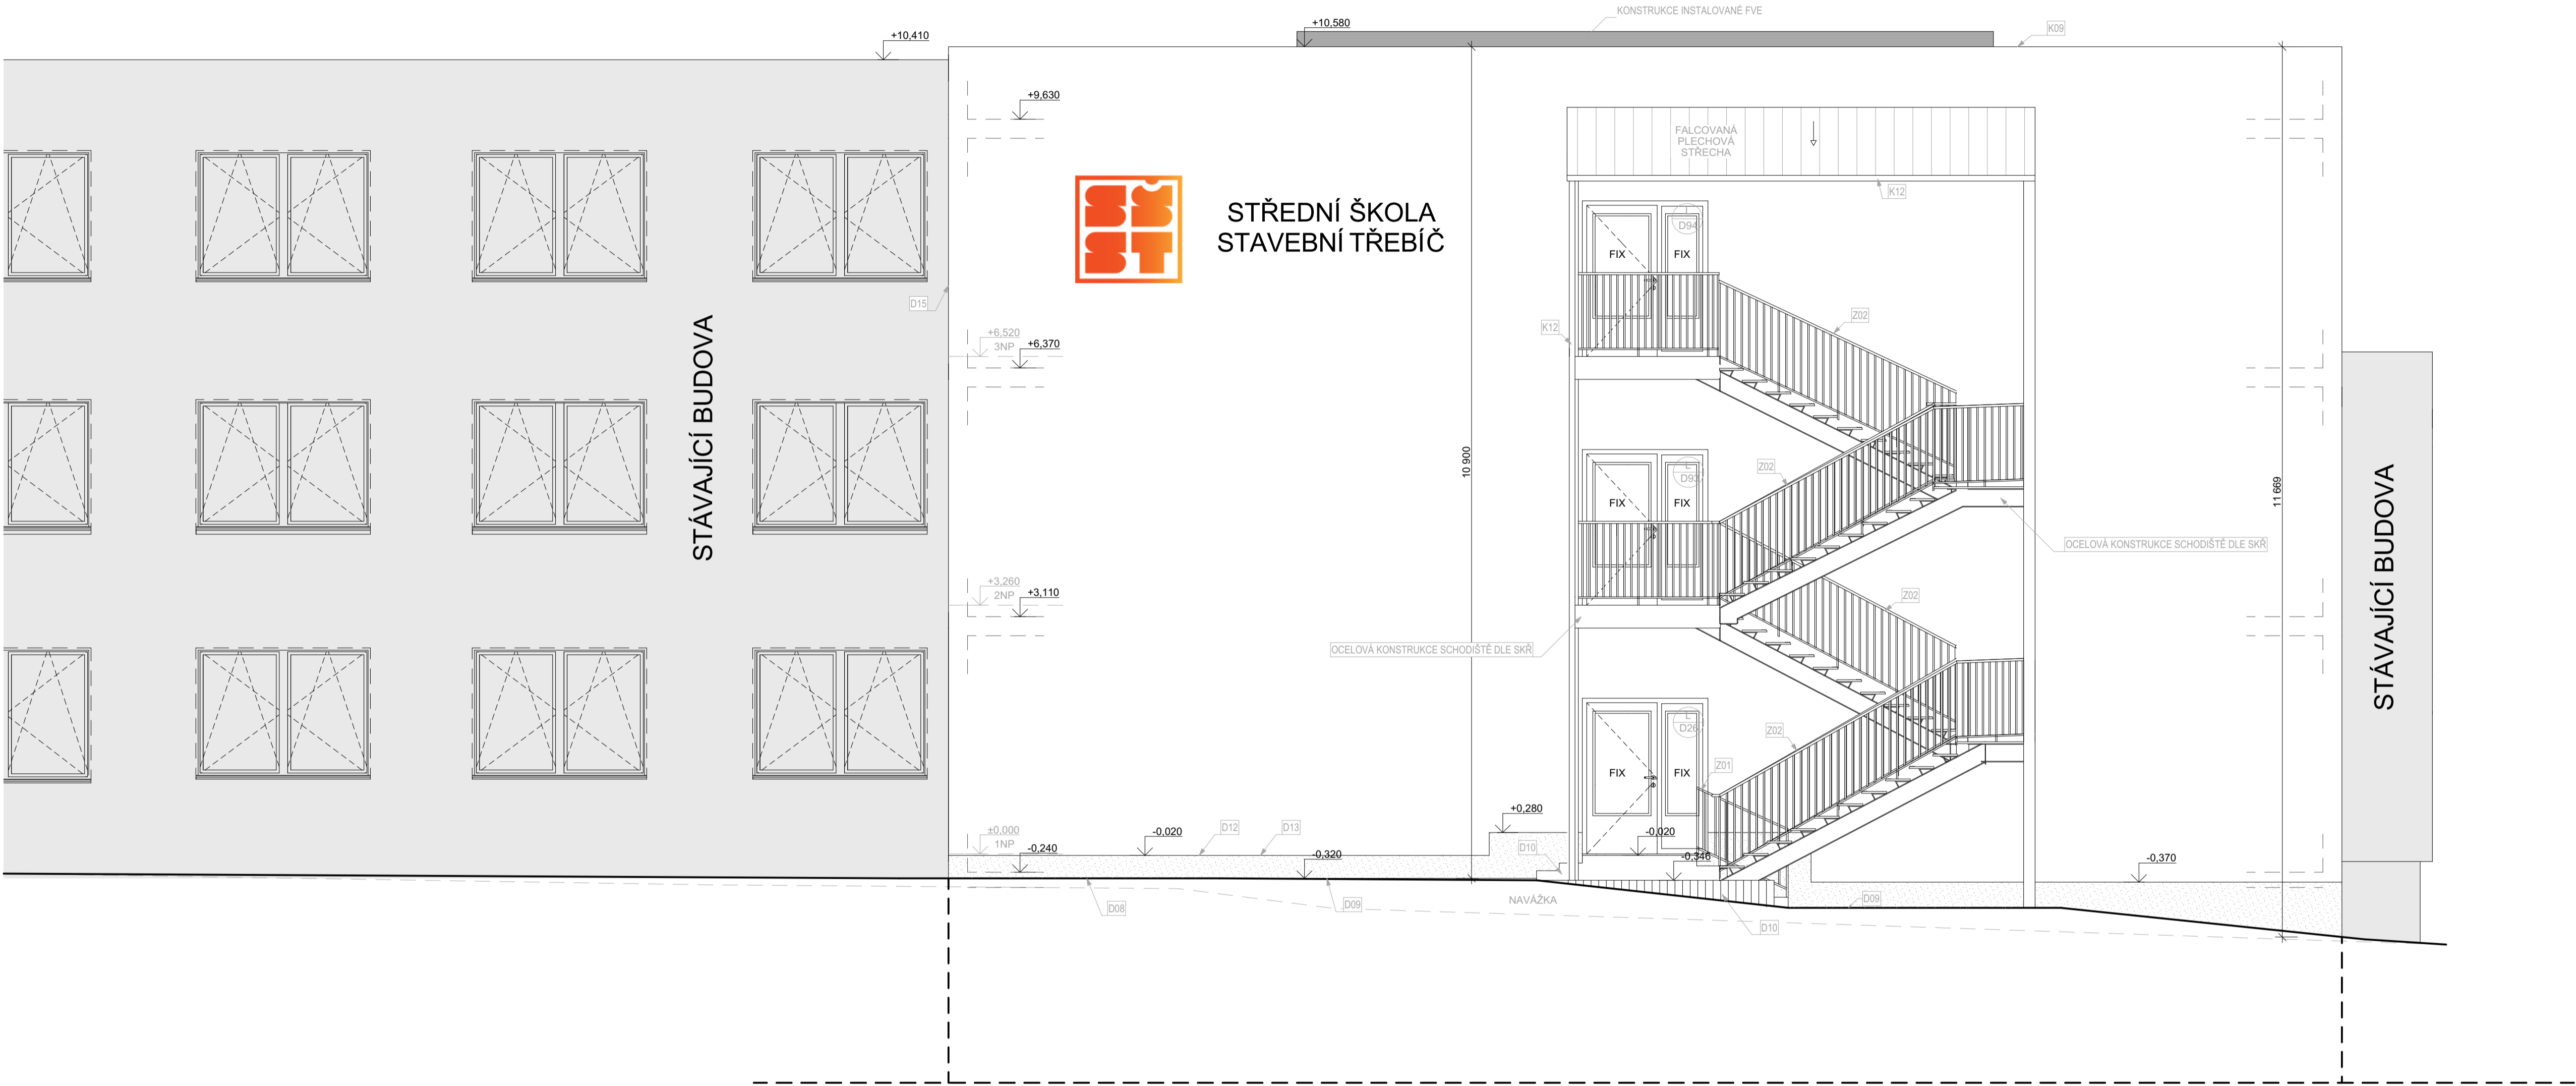 KONSTRUKCE INSTALOVANÉ FVE
+10,580
K09
+10,410
+9,630
FALCOVANÁ
PLECHOVÁ
STŘECHA
K12
SŠ
ST
STŘEDNÍ ŠKOLA
STAVEBNÍ TŘEBÍČ
D94
FIX
FIX
D15
Z02
K12
+6,520
3NP
+6,370
STÁVAJÍCÍ BUDOVA
10 900
L
D93
Z02
FIX
FIX
11 669
STÁVAJÍCÍ BUDOVA
OCELOVÁ KONSTRUKCE SCHODIŠTĚ DLE SKŘ
+3,260
2NP
+3,110
Z02
OCELOVÁ KONSTRUKCE SCHODIŠTĚ DLE SKŘ
L
D26
Z02
Z01
FIX
FIX
+0,280
±0,000
1NP
-0,020
D12
D13
-0,020
-0,240
-0,320
D10
-0,346
-0,370
D08
D09
NAVÁŽKA
D09
D10